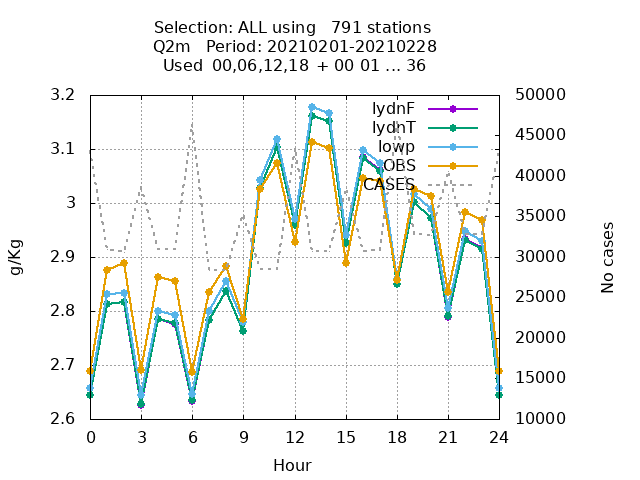 Selection: ALL using   791 stations
Q2m   Period: 20210201-20210228
Used  00,06,12,18 + 00 01 ... 36
3.2
3.1
3
2.9
2.8
2.7
2.6
50000
45000
40000
35000
30000
25000
20000
15000
10000
lydnF
lydnT
lowp
OBS
CASES
g/Kg
No cases
0 3 6 9 12 15 18 21 24
Hour